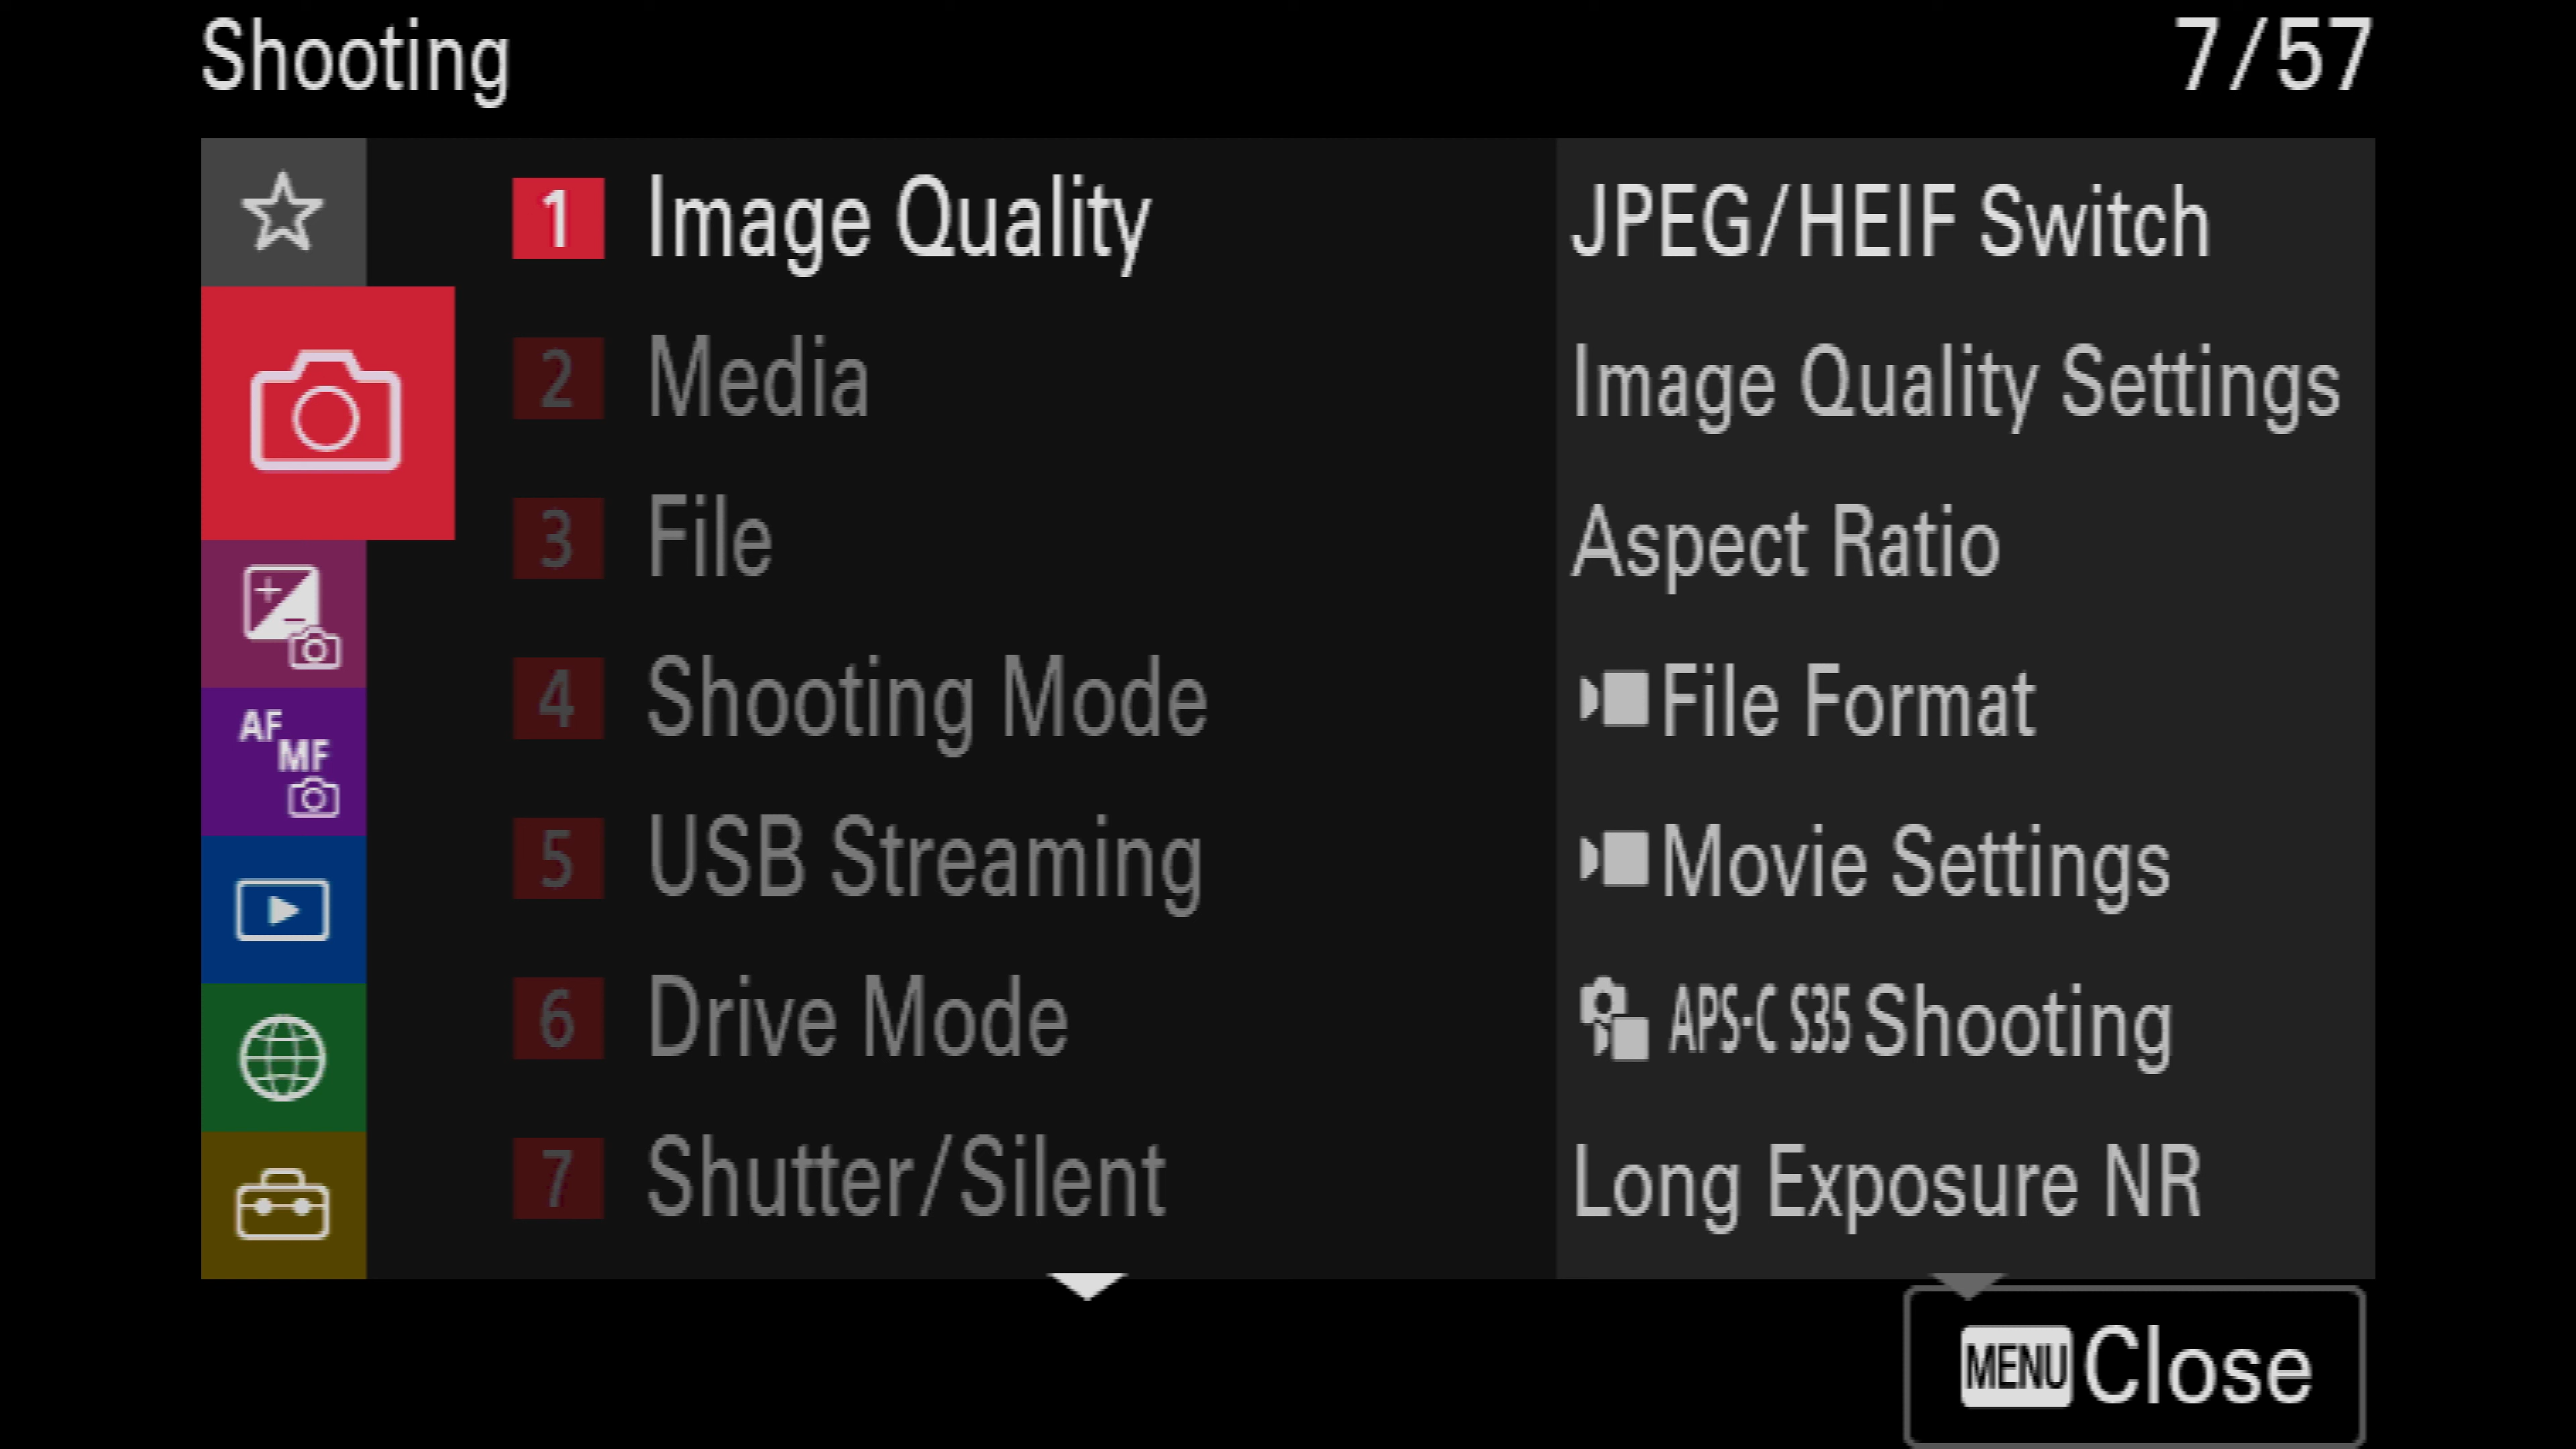 Shooting
7/57
1 Image Quality
2 Media
3 File
4 Shooting Mode
5 USB Streaming
6 Drive Mode
7 Shutter/Silent
AF
MF
JPEG/HEIF Switch
Image Quality Settings
Aspect Ratio
File Format
Movie Settings
APS-C S35 Shooting
Long Exposure NR
MENU Close